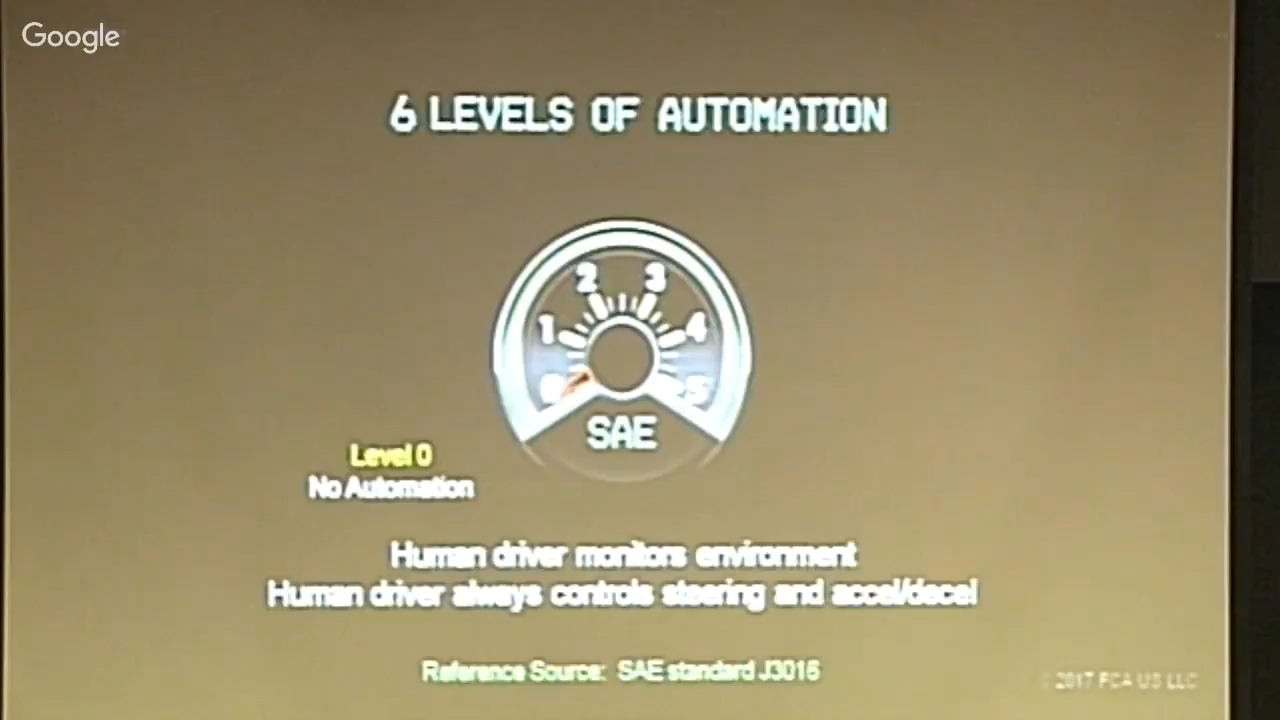 Google
6 LEVELS OF AUTOMATION
2 3
1 4
0 5
SAE
Level 0
No Automation
Human driver monitors environment
Human driver always controls steering and accel/decel
Reference Source: SAE standard J3016
© 2017 FCA US LLC